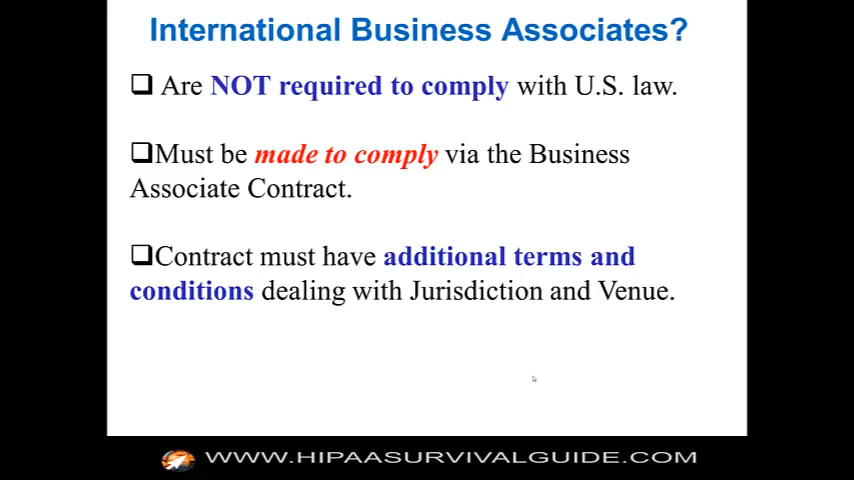 International Business Associates?
❑ Are NOT required to comply with U.S. law.
❑Must be made to comply via the Business
Associate Contract.
❑Contract must have additional terms and
conditions dealing with Jurisdiction and Venue.
WWW.HIPAASURVIVALGUIDE.COM